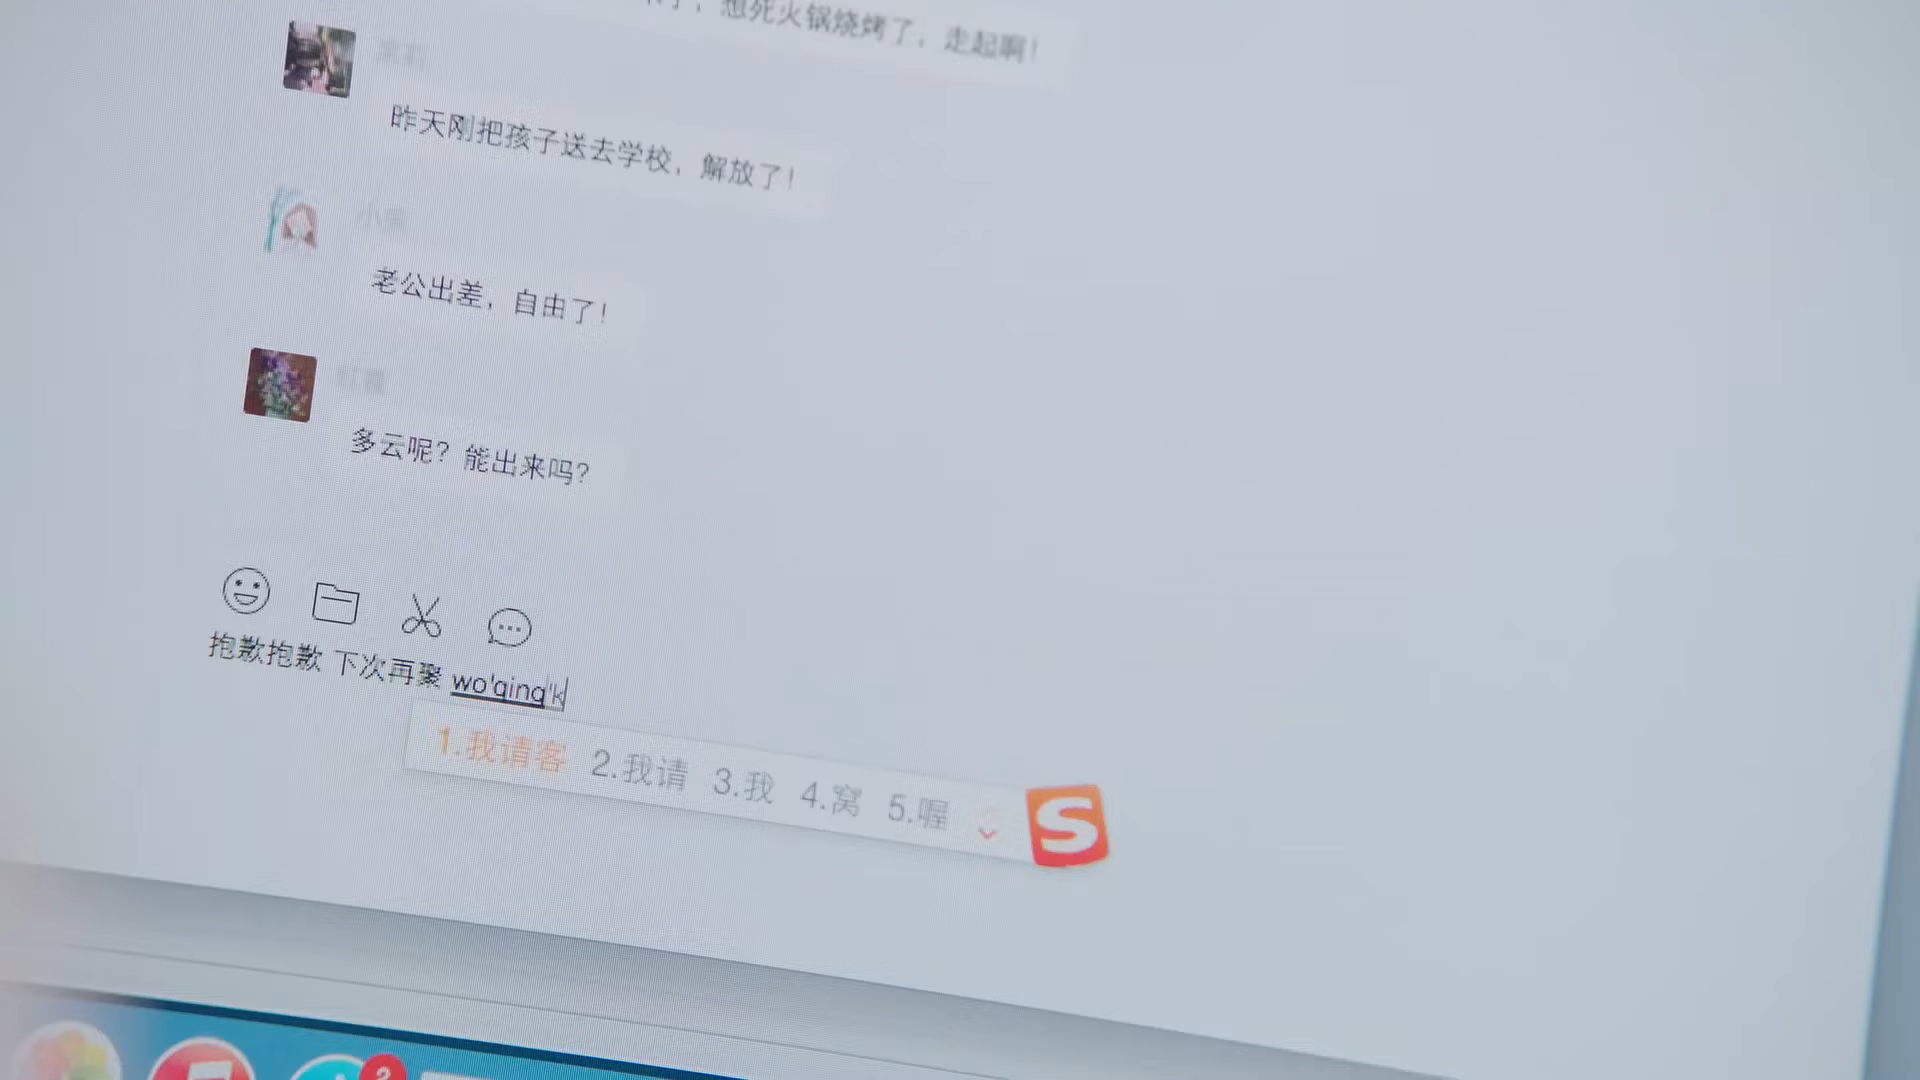 想死火锅烧烤了，走起啊！
昨天刚把孩子送去学校，解放了！
老公出差，自由了！
多云呢？能出来吗？
抱歉抱歉 下次再聚 wo'qing'k
1.我请客 2.我请 3.我 4.窝 5.喔
S
2